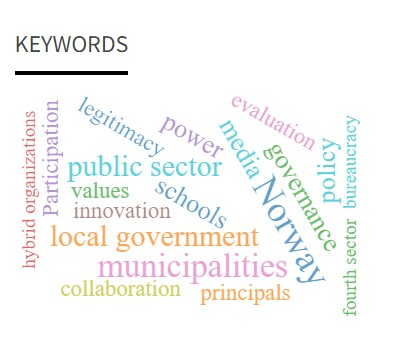 KEYWORDS
hybrid organizations
Participation
legitimacy
power
evaluation
media
governance
policy
bureaucracy
public sector
values
schools
innovation
Norway
local government
municipalities
collaboration
principals
fourth sector